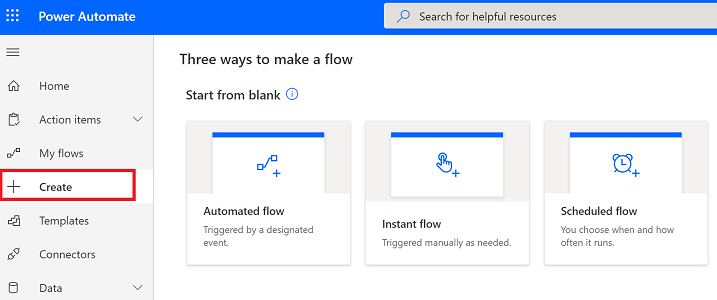 Power Automate
Search for helpful resources
Home
Action items
My flows
Create
Templates
Connectors
Data
Three ways to make a flow
Start from blank
Automated flow
Triggered by a designated
event.
Instant flow
Triggered manually as needed.
Scheduled flow
You choose when and how
often it runs.